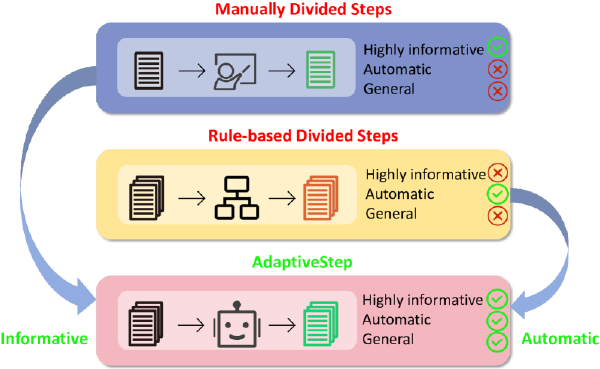 Manually Divided Steps
Highly informative
Automatic
General
Rule-based Divided Steps
Highly informative
Automatic
General
AdaptiveStep
Highly informative
Automatic
General
Informative
Automatic